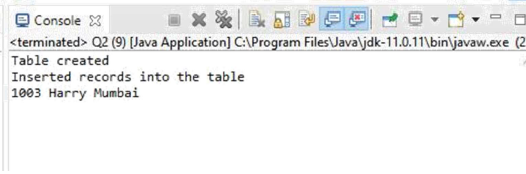 Console
<terminated> Q2 (9) [Java Application] C:\Program Files\Java\jdk-11.0.11\bin\javaw.exe (2
Table created
Inserted records into the table
1003 Harry Mumbai